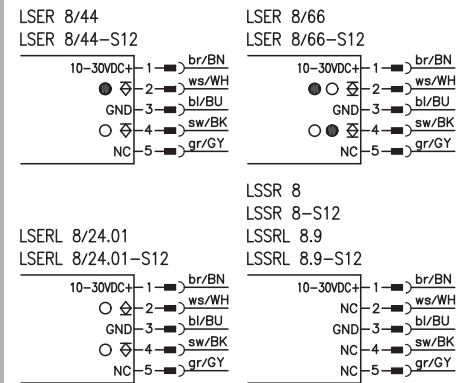 LSER 8/44
LSER 8/44-S12
10-30VDC+ 1 br/BN
2 ws/WH
GND 3 bl/BU
4 sw/BK
NC 5 gr/GY
LSER 8/66
LSER 8/66-S12
10-30VDC+ 1 br/BN
2 ws/WH
GND 3 bl/BU
4 sw/BK
NC 5 gr/GY
LSERL 8/24.01
LSERL 8/24.01-S12
10-30VDC+ 1 br/BN
2 ws/WH
GND 3 bl/BU
4 sw/BK
NC 5 gr/GY
LSSR 8
LSSR 8-S12
LSSRL 8.9
LSSRL 8.9-S12
10-30VDC+ 1 br/BN
NC 2 ws/WH
GND 3 bl/BU
NC 4 sw/BK
NC 5 gr/GY